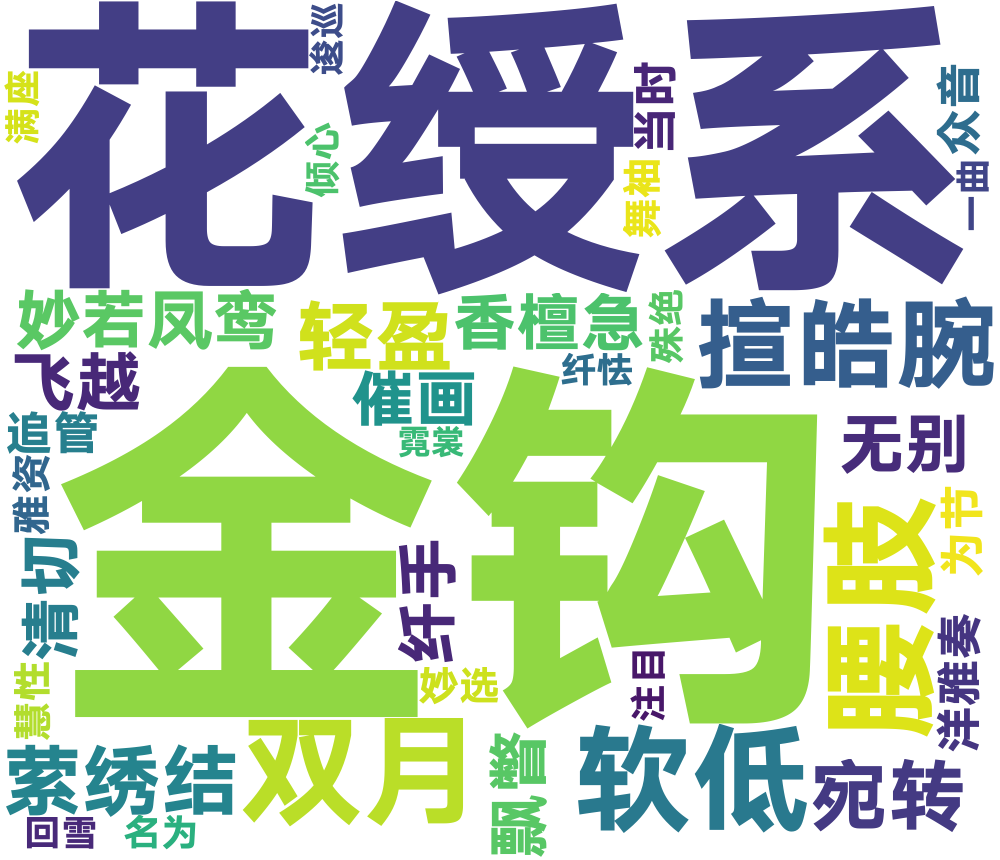 花绶系
逡巡
满座
倾心
当时
舞袖
众音
一曲
妙若凤鸾
轻盈
香檀急
殊绝
揎皓腕
飞越
催画
纤怯
霓裳
追管
无别
雅资
金钩
腰肢
为节
清切
纤手
妙选
注目
洋雅奏
慧性
萦绣结
双月
飘瞥
软低
宛转
回雪
名为